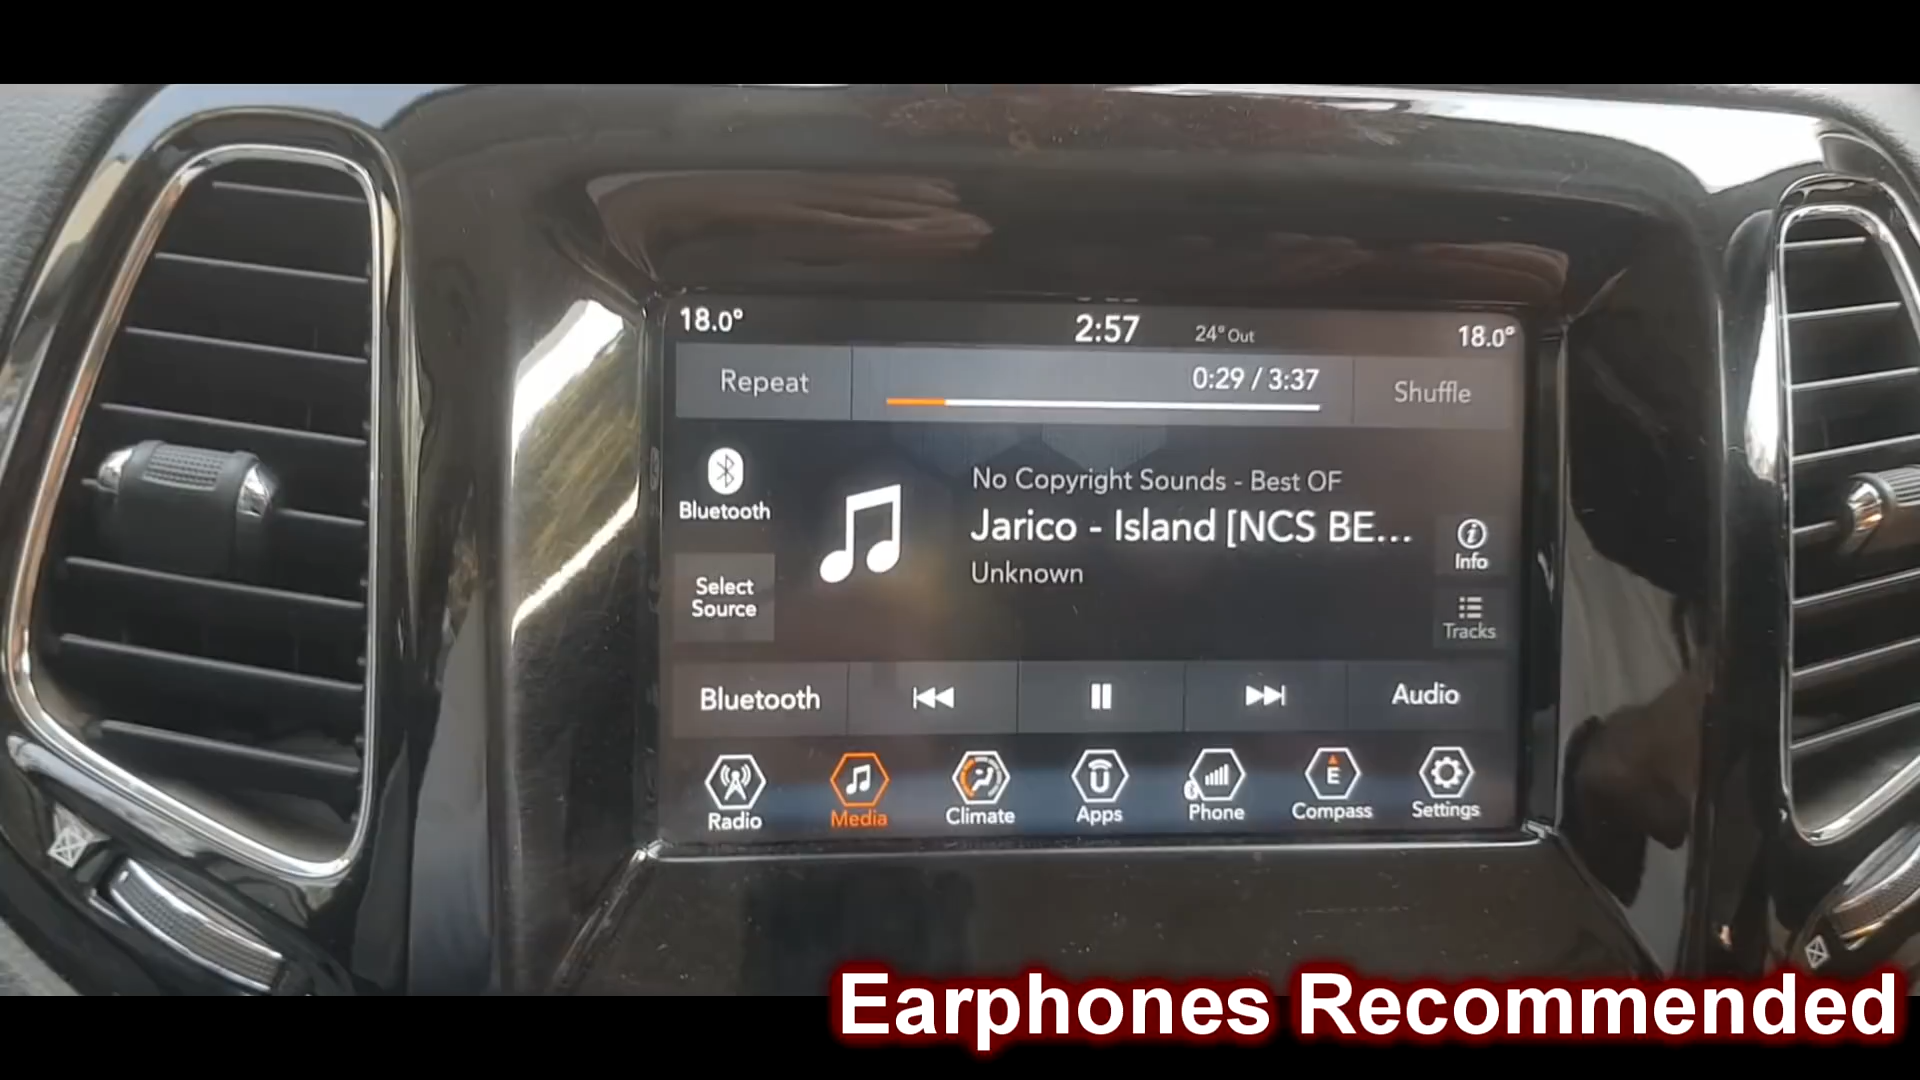 18.0°
2:57
24° Out
18.0°
Repeat
0:29 / 3:37
Shuffle
Bluetooth
No Copyright Sounds - Best OF
Jarico - Island [NCS BE...
Unknown
Info
Select
Source
Tracks
Bluetooth
Audio
Radio
Media
Climate
Apps
Phone
E
Compass
Settings
Earphones Recommended